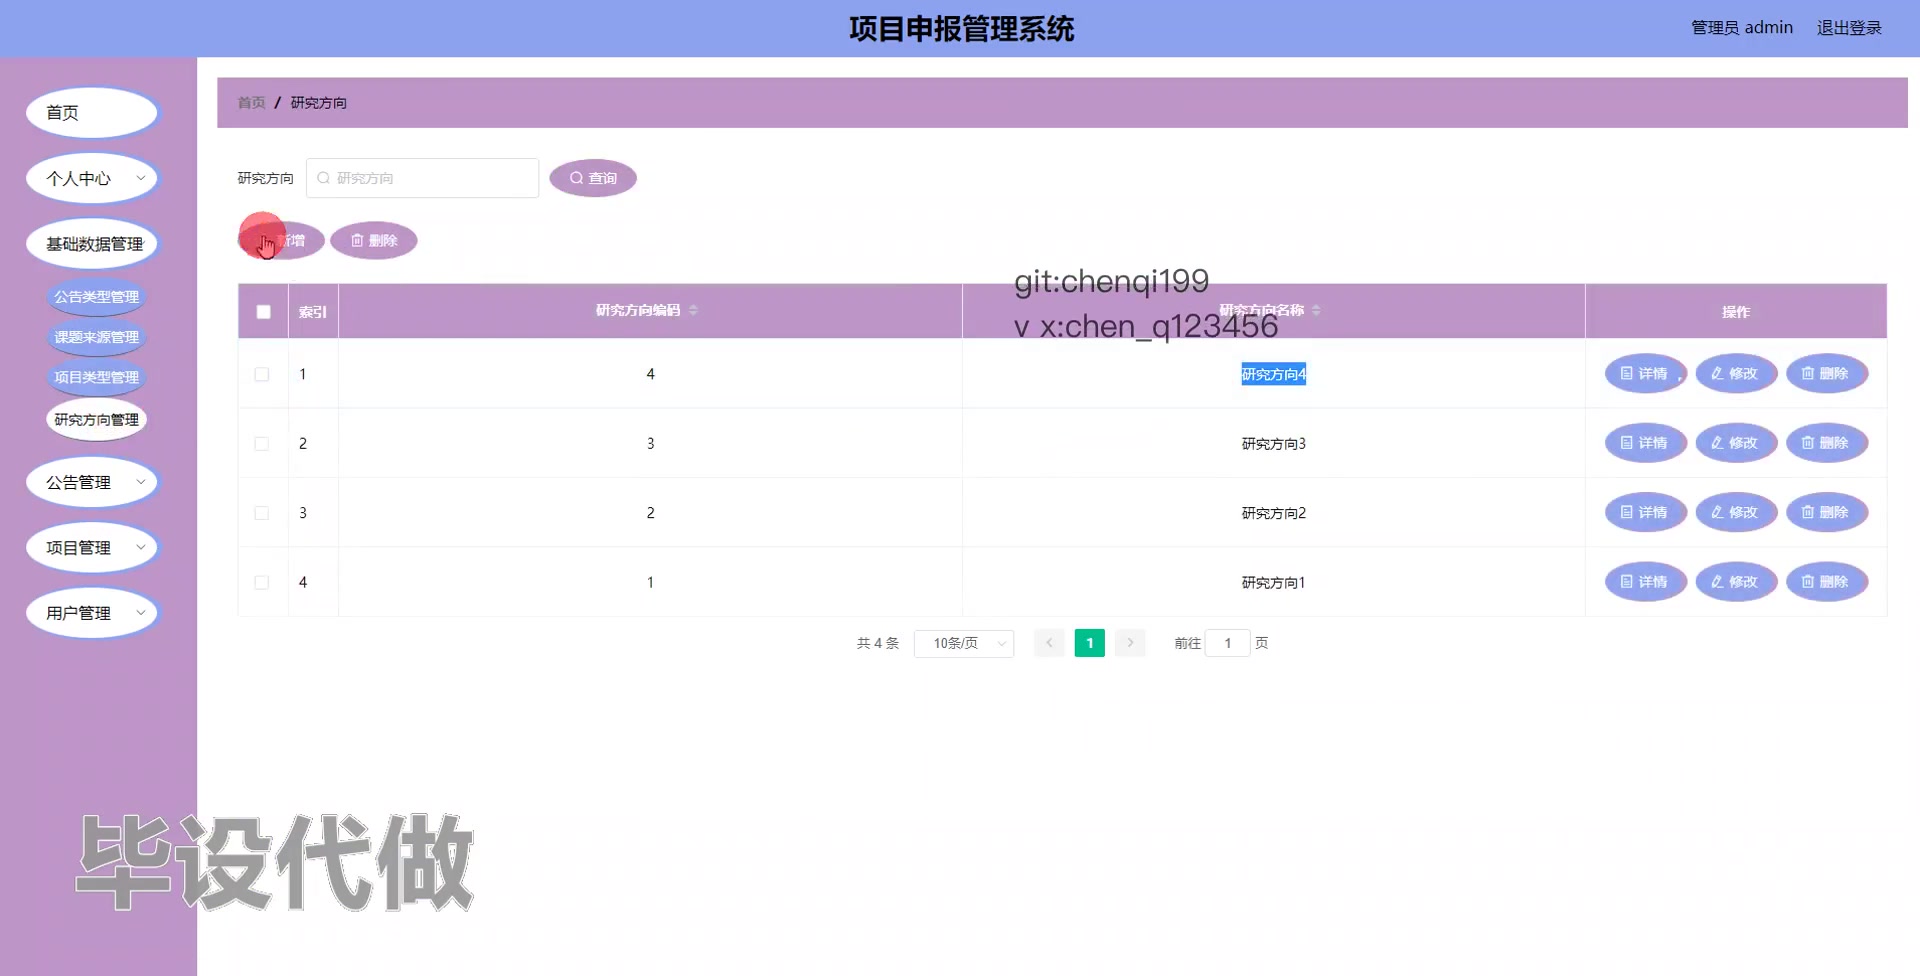 项目申报管理系统
管理员 admin
退出登录
首页
个人中心
基础数据管理
公告类型管理
课题来源管理
项目类型管理
研究方向管理
公告管理
项目管理
用户管理
首页 / 研究方向
研究方向
研究方向
查询
新增
删除
git:chenqi199
v x:chen_q123456
索引
研究方向编码
研究方向名称
操作
1
4
研究方向4
详情
修改
删除
2
3
研究方向3
详情
修改
删除
3
2
研究方向2
详情
修改
删除
4
1
研究方向1
详情
修改
删除
共 4 条
10条/页
1
前往 1 页
毕设代做